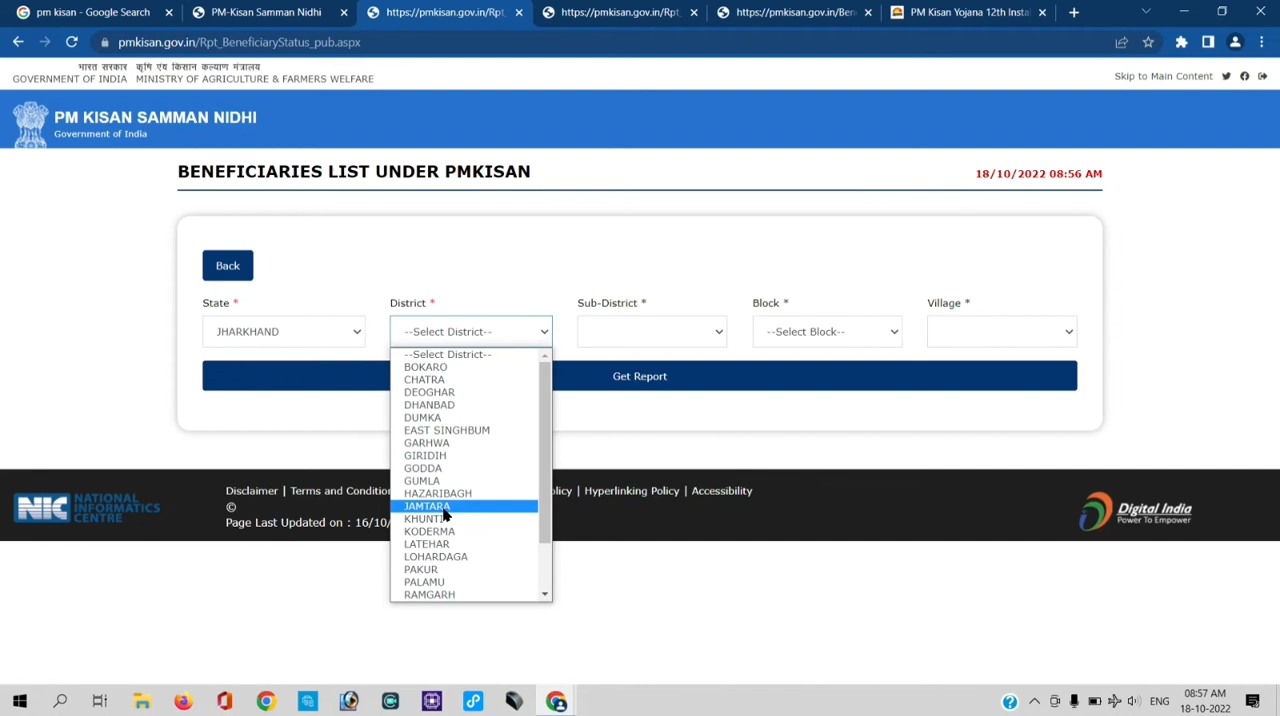 pm kisan - Google Search
PM-Kisan Samman Nidhi
https://pmkisan.gov.in/Rpt_
https://pmkisan.gov.in/Rpt_
https://pmkisan.gov.in/Ben
PM Kisan Yojana 12th Insta
pmkisan.gov.in/Rpt_BeneficiaryStatus_pub.aspx
भारत सरकार कृषि एवं किसान कल्याण मंत्रालय
GOVERNMENT OF INDIA MINISTRY OF AGRICULTURE & FARMERS WELFARE
Skip to Main Content
PM KISAN SAMMAN NIDHI
Government of India
BENEFICIARIES LIST UNDER PMKISAN
18/10/2022 08:56 AM
Back
State *
District *
Sub-District *
Block *
Village *
JHARKHAND
--Select District--
--Select Block--
Get Report
--Select District--
BOKARO
CHATRA
DEOGHAR
DHANBAD
DUMKA
EAST SINGHBUM
GARHWA
GIRIDIH
GODDA
GUMLA
HAZARIBAGH
JAMTARA
KHUNTI
KODERMA
LATEHAR
LOHARDAGA
PAKUR
PALAMU
RAMGARH
NIC NATIONAL INFORMATICS CENTRE
Disclaimer | Terms and Conditio
olicy | Hyperlinking Policy | Accessibility
©
Page Last Updated on : 16/10/
Digital India
Power To Empower
ENG
08:57 AM
18-10-2022